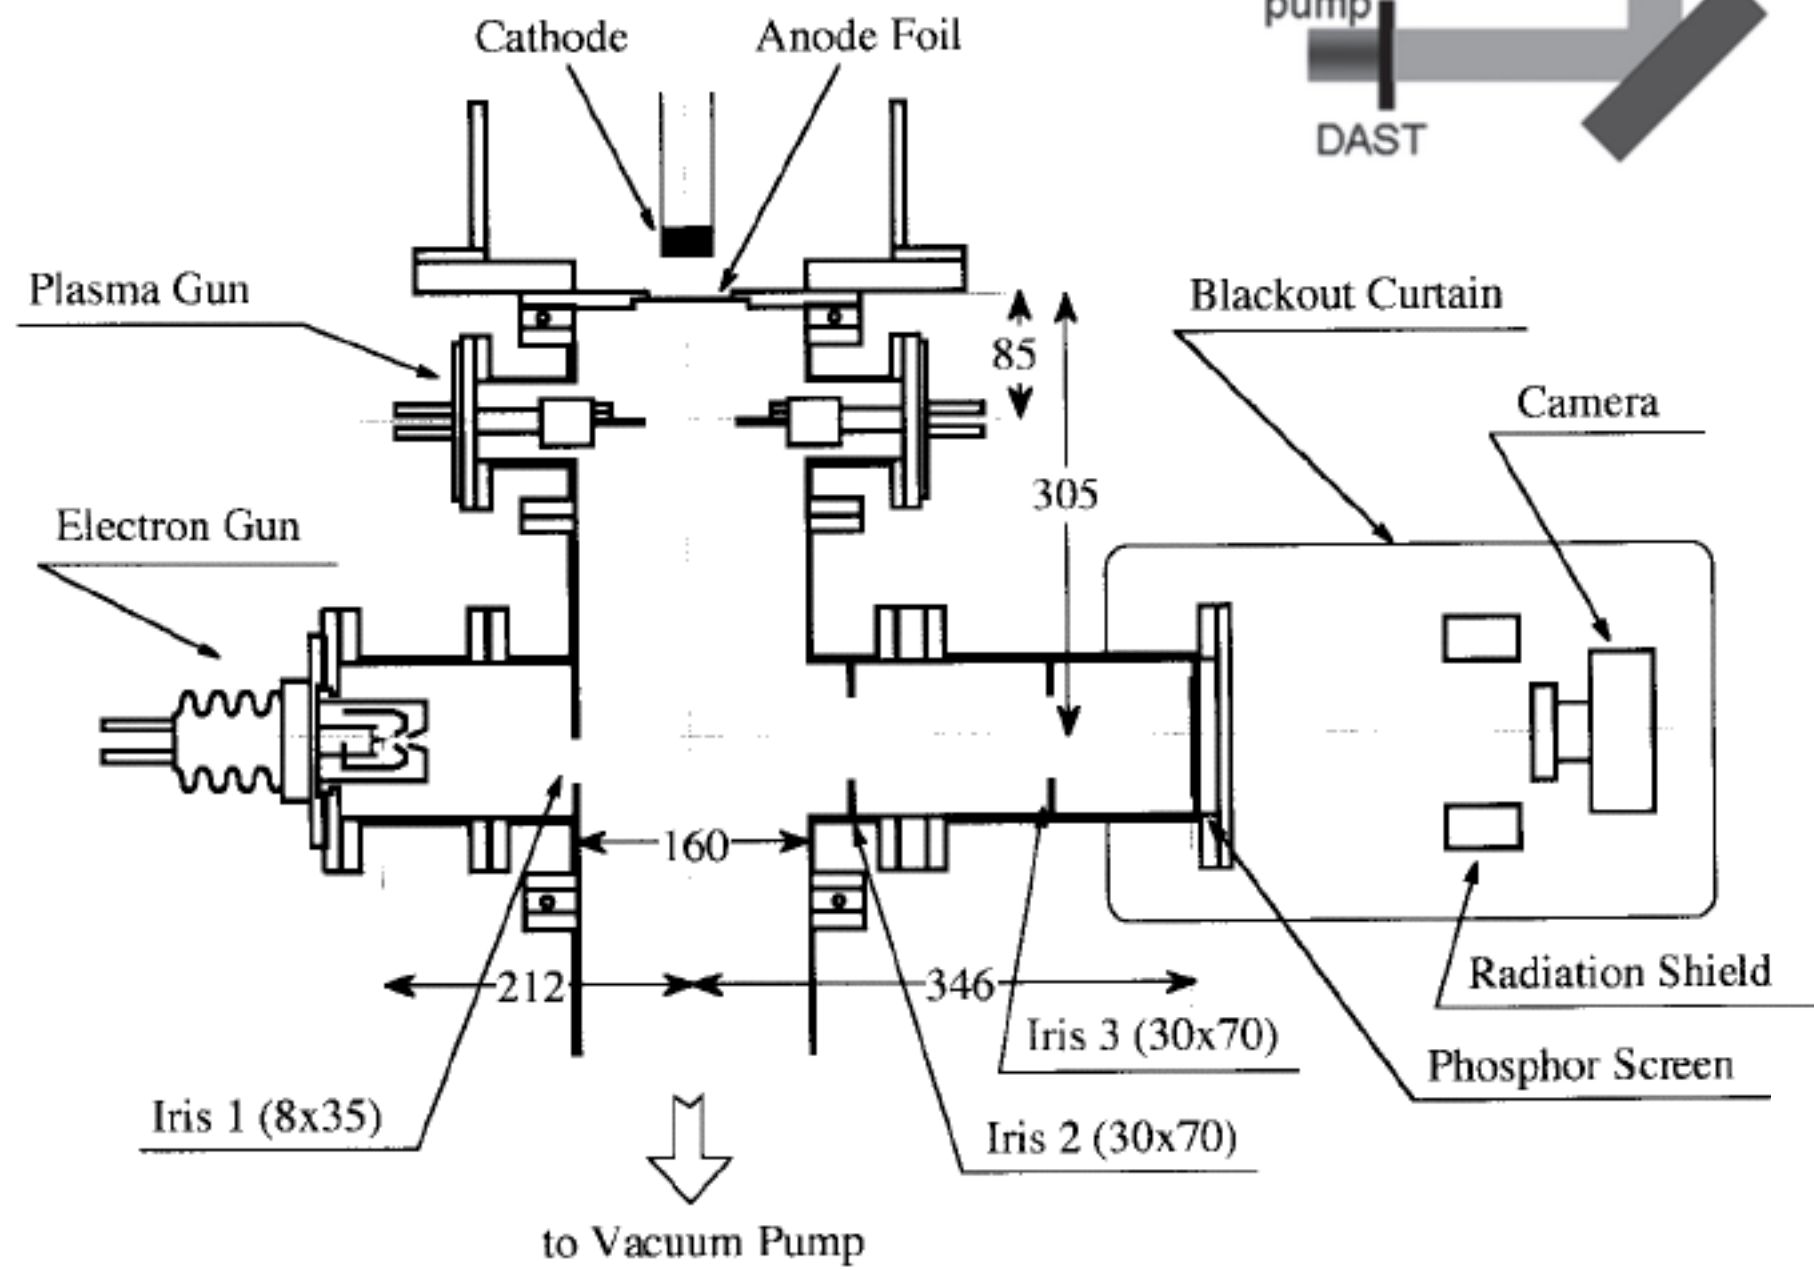 Cathode
Anode Foil
pump
DAST
Plasma Gun
Blackout Curtain
85
Camera
305
Electron Gun
160
212
346
Radiation Shield
Iris 3 (30x70)
Phosphor Screen
Iris 1 (8x35)
Iris 2 (30x70)
to Vacuum Pump